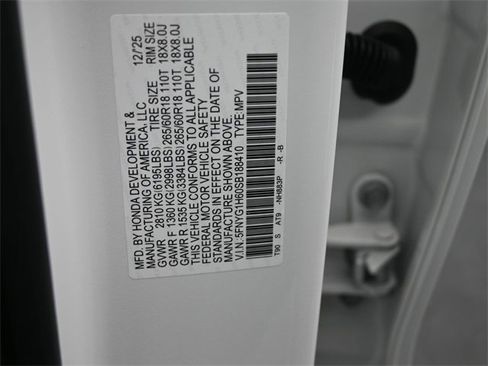 MFD. BY HONDA DEVELOPMENT & 12/25
MANUFACTURING OF AMERICA, LLC
GVWR 2810 KG(6195LBS) TIRE SIZE RIM SIZE
GAWR F 1360 KG(2998LBS) 265/60R18 110T 18X8.0J
GAWR R 1535 KG(3384LBS) 265/60R18 110T 18X8.0J
THIS VEHICLE CONFORMS TO ALL APPLICABLE
FEDERAL MOTOR VEHICLE SAFETY
STANDARDS IN EFFECT ON THE DATE OF
MANUFACTURE SHOWN ABOVE.
V.I.N. 5FNYG1H60SB188410 TYPE:MPV
T90 S AT9 -NH883P -R -B